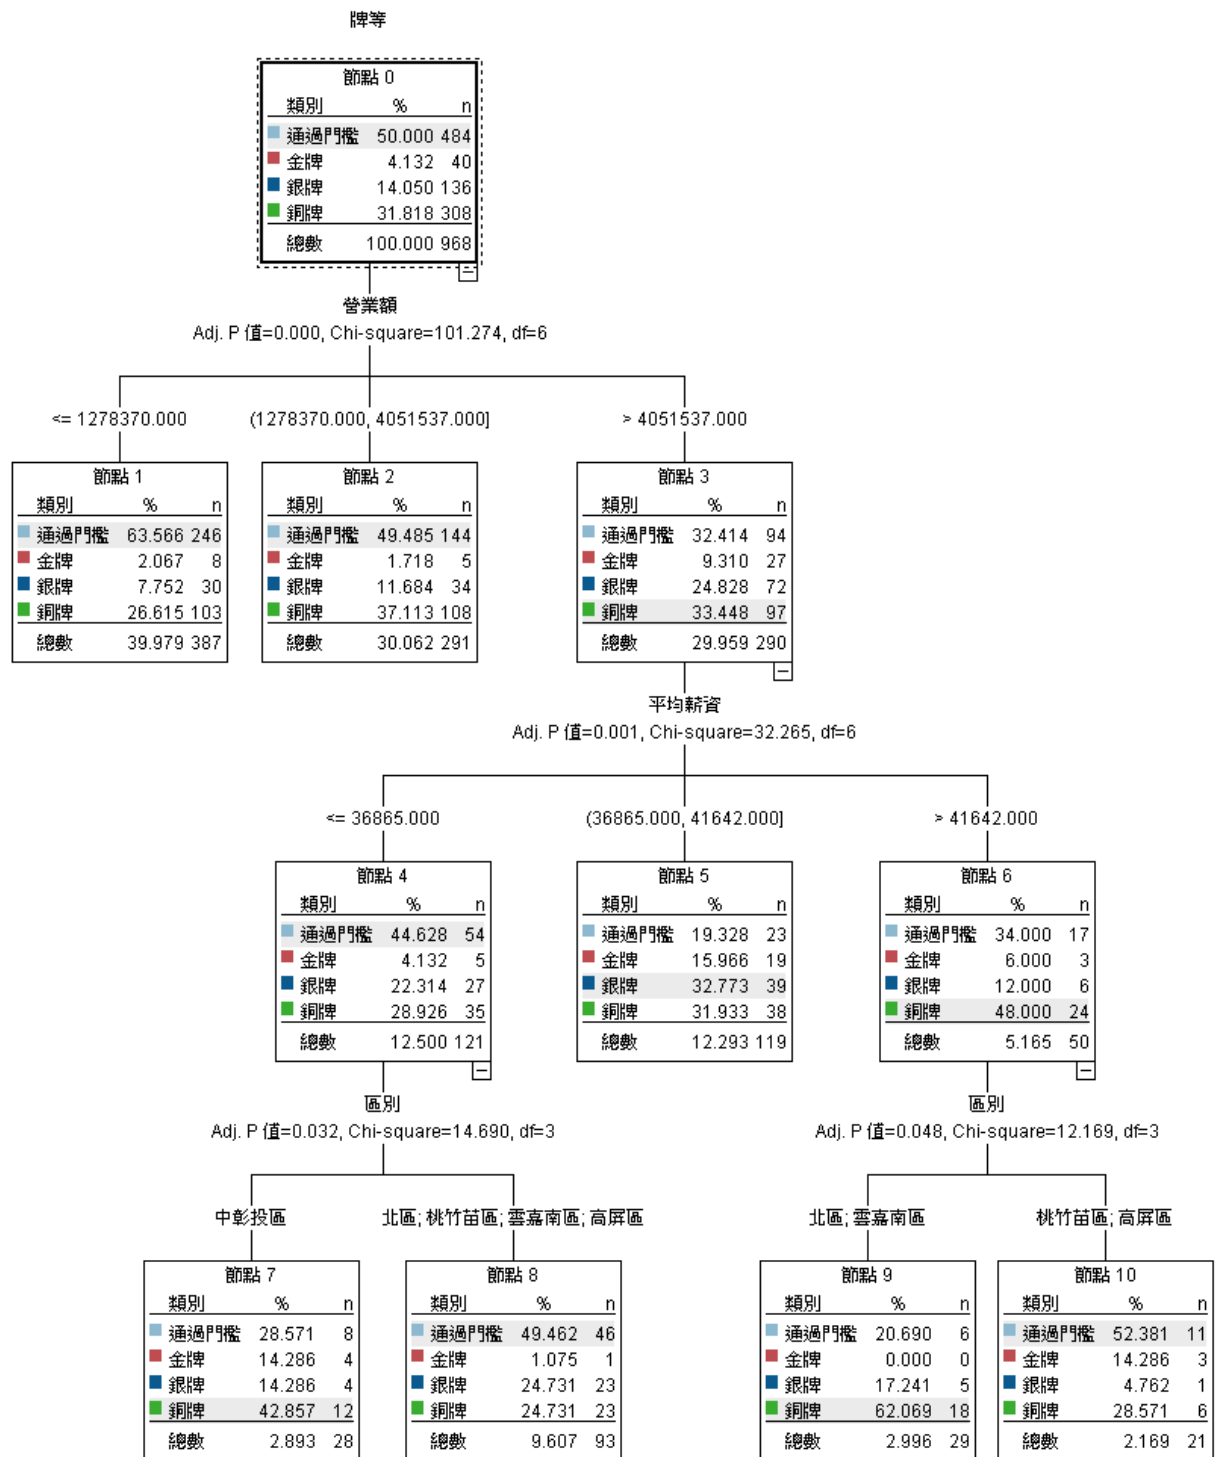 牌等
節點 0
類別 % n
通過門檻 50.000 484
金牌 4.132 40
銀牌 14.050 136
銅牌 31.818 308
總數 100.000 968
營業額
Adj. P 值=0.000, Chi-square=101.274, df=6
<= 1278370.000
(1278370.000, 4051537.000]
> 4051537.000
節點 1
類別 % n
通過門檻 63.566 246
金牌 2.067 8
銀牌 7.752 30
銅牌 26.615 103
總數 39.979 387
節點 2
類別 % n
通過門檻 49.485 144
金牌 1.718 5
銀牌 11.684 34
銅牌 37.113 108
總數 30.062 291
節點 3
類別 % n
通過門檻 32.414 94
金牌 9.310 27
銀牌 24.828 72
銅牌 33.448 97
總數 29.959 290
平均薪資
Adj. P 值=0.001, Chi-square=32.265, df=6
<= 36865.000
(36865.000, 41642.000]
> 41642.000
節點 4
類別 % n
通過門檻 44.628 54
金牌 4.132 5
銀牌 22.314 27
銅牌 28.926 35
總數 12.500 121
節點 5
類別 % n
通過門檻 19.328 23
金牌 15.966 19
銀牌 32.773 39
銅牌 31.933 38
總數 12.293 119
節點 6
類別 % n
通過門檻 34.000 17
金牌 6.000 3
銀牌 12.000 6
銅牌 48.000 24
總數 5.165 50
區別
Adj. P 值=0.032, Chi-square=14.690, df=3
區別
Adj. P 值=0.048, Chi-square=12.169, df=3
中彰投區
北區; 桃竹苗區; 雲嘉南區; 高屏區
北區; 雲嘉南區
桃竹苗區; 高屏區
節點 7
類別 % n
通過門檻 28.571 8
金牌 14.286 4
銀牌 14.286 4
銅牌 42.857 12
總數 2.893 28
節點 8
類別 % n
通過門檻 49.462 46
金牌 1.075 1
銀牌 24.731 23
銅牌 24.731 23
總數 9.607 93
節點 9
類別 % n
通過門檻 20.690 6
金牌 0.000 0
銀牌 17.241 5
銅牌 62.069 18
總數 2.996 29
節點 10
類別 % n
通過門檻 52.381 11
金牌 14.286 3
銀牌 4.762 1
銅牌 28.571 6
總數 2.169 21